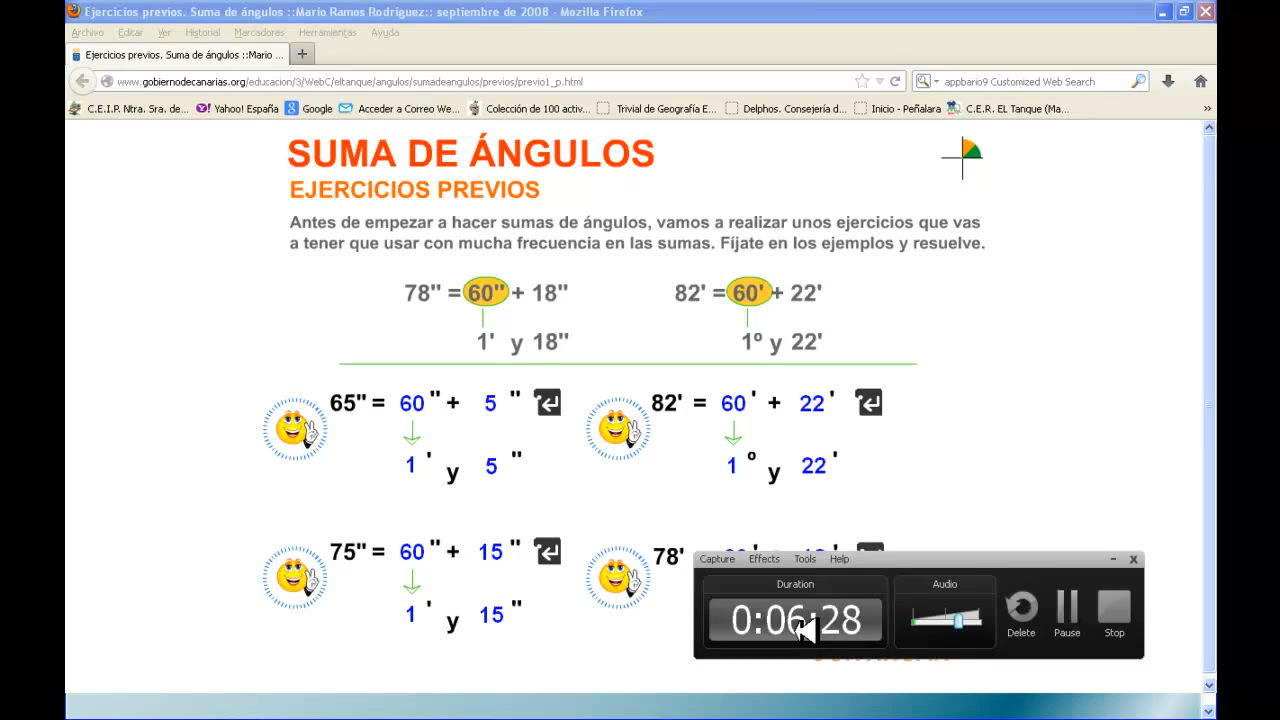 Ejercicios previos. Suma de ángulos ::Mario Ramos Rodríguez:: septiembre de 2008 - Mozilla Firefox
Archivo Editar Ver Historial Marcadores Herramientas Ayuda
Ejercicios previos. Suma de ángulos ::Mario ... +
www.gobiernodecanarias.org/educacion/3/WebC/eltanque/angulos/sumadeangulos/previos/previo1_p.html appbario9 Customized Web Search
C.E.I.P. Ntra. Sra. de... Yahoo! España Google Acceder a Correo We... Colección de 100 activ... Trivial de Geografía E... Delphos. Consejería d... Inicio - Peñalara C.E.R. EL Tanque (Ma... »
SUMA DE ÁNGULOS
EJERCICIOS PREVIOS
Antes de empezar a hacer sumas de ángulos, vamos a realizar unos ejercicios que vas
a tener que usar con mucha frecuencia en las sumas. Fíjate en los ejemplos y resuelve.
78" = 60" + 18" 82' = 60' + 22'
1' y 18" 1º y 22'
65" = 60 " + 5 " 82' = 60 ' + 22 '
1 ' y 5 " 1 º y 22 '
75" = 60 " + 15 " 78'
1 ' y 15 "
Capture Effects Tools Help
Duration Audio
0:06:28
Delete Pause Stop